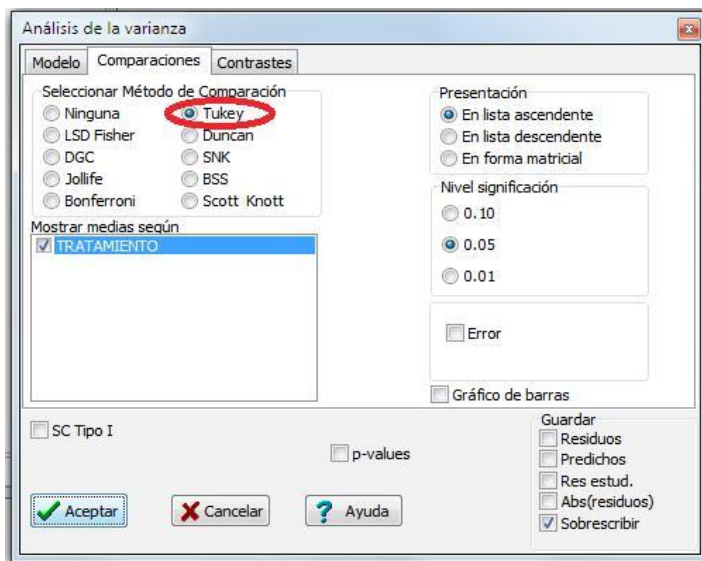 Análisis de la varianza
Modelo Comparaciones Contrastes
Seleccionar Método de Comparación
Ninguna Tukey
LSD Fisher Duncan
DGC SNK
Jollife BSS
Bonferroni Scott Knott
Mostrar medias según
TRATAMIENTO
Presentación
En lista ascendente
En lista descendente
En forma matricial
Nivel significación
0.10
0.05
0.01
Error
Gráfico de barras
SC Tipo I
p-values
Guardar
Residuos
Predichos
Res estud.
Abs(residuos)
Sobrescribir
Aceptar Cancelar ? Ayuda